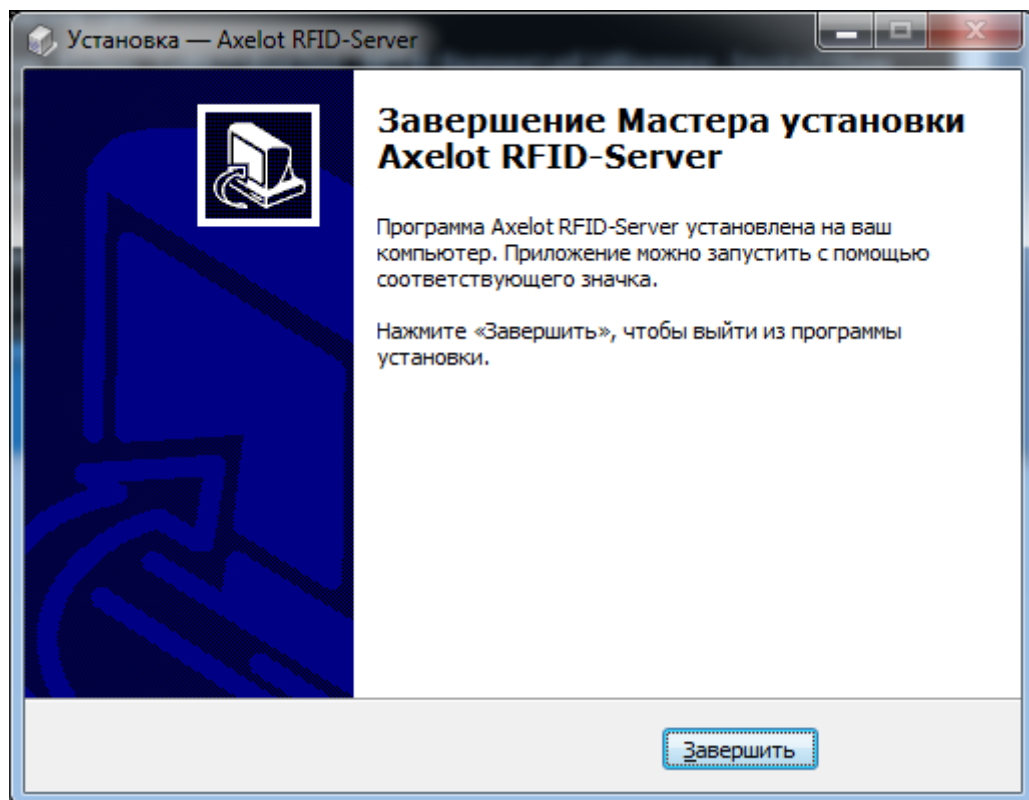 Установка — Axelot RFID-Server
Завершение Мастера установки
Axelot RFID-Server
Программа Axelot RFID-Server установлена на ваш
компьютер. Приложение можно запустить с помощью
соответствующего значка.
Нажмите «Завершить», чтобы выйти из программы
установки.
Завершить